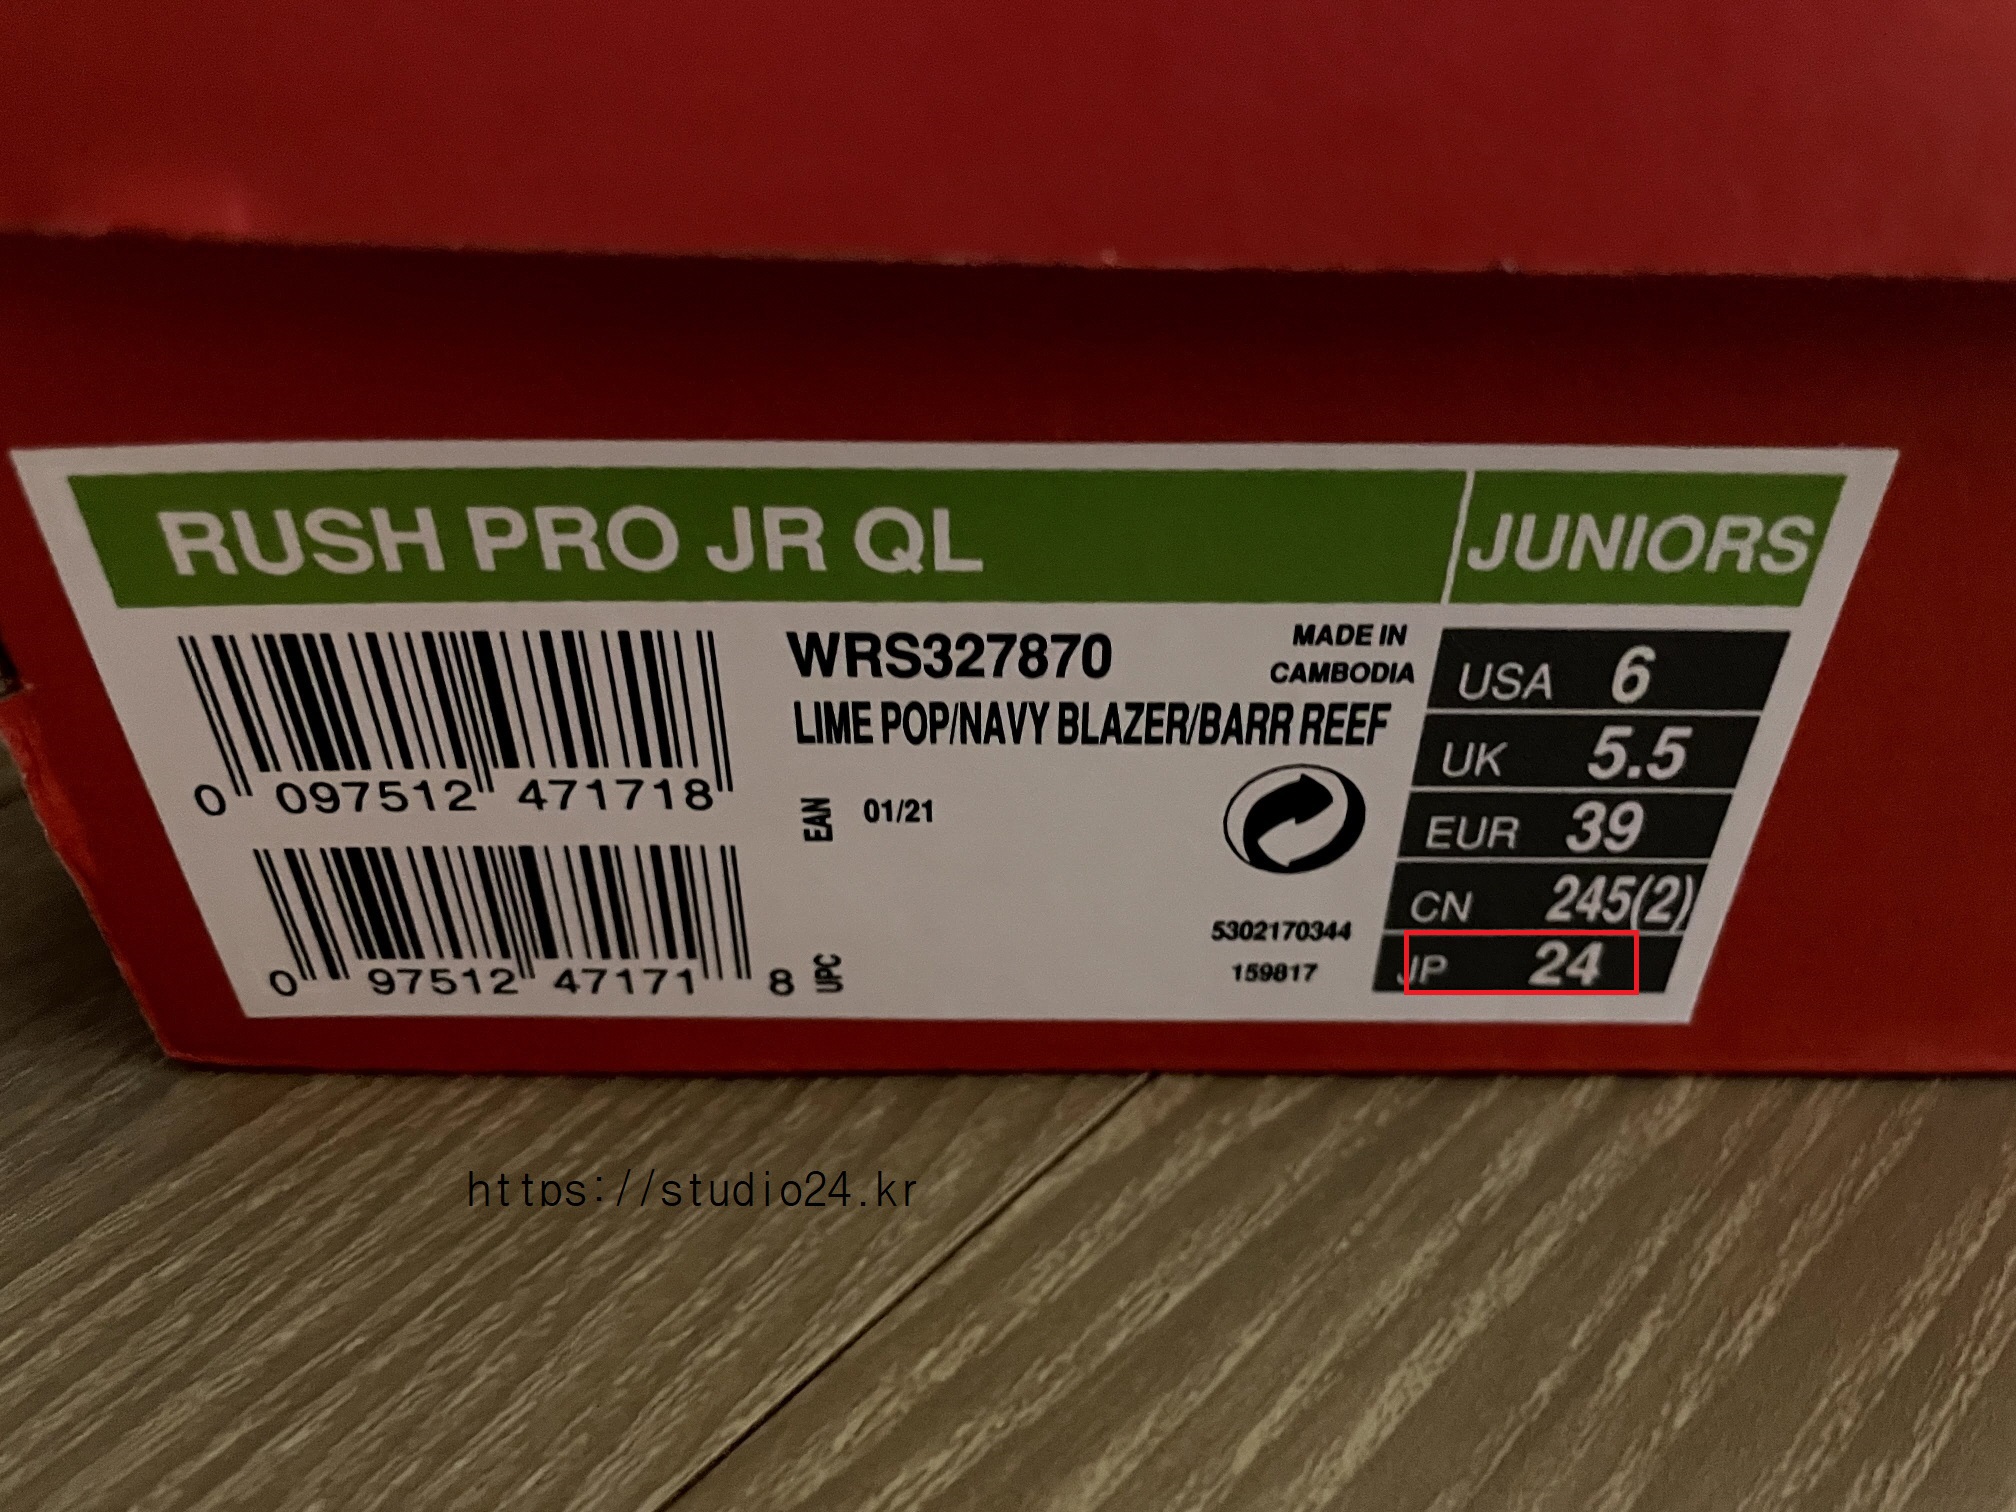 RUSH PRO JR QL
JUNIORS
WRS327870
MADE IN
CAMBODIA
LIME POP/NAVY BLAZER/BARR REEF
0 097512 471718
EAN
01/21
0 97512 47171 8
UPC
5302170344
159817
USA 6
UK 5.5
EUR 39
CN 245(2)
JP 24
https://studio24.kr